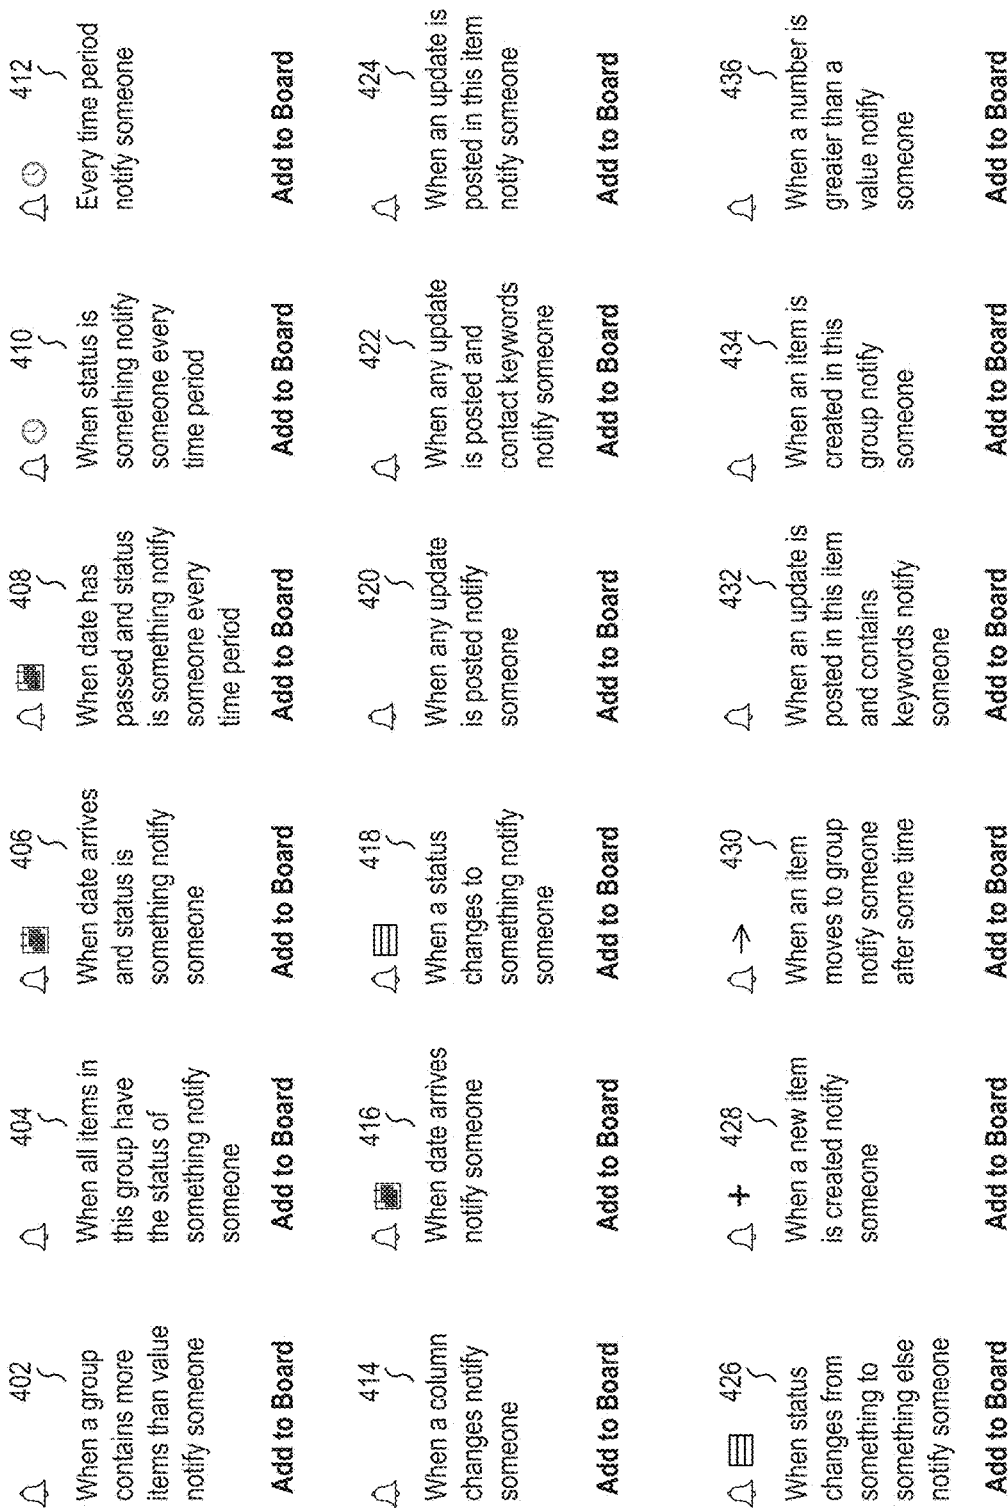 402
When a group
contains more
items than value
notify someone
Add to Board
404
When all items in
this group have
the status of
something notify
someone
Add to Board
406
When date arrives
and status is
something notify
someone
Add to Board
408
When date has
passed and status
is something notify
someone every
time period
Add to Board
410
When status is
something notify
someone every
time period
Add to Board
412
Every time period
notify someone
Add to Board
414
When a column
changes notify
someone
Add to Board
416
When date arrives
notify someone
Add to Board
418
When a status
changes to
something notify
someone
Add to Board
420
When any update
is posted notify
someone
Add to Board
422
When any update
is posted and
contact keywords
notify someone
Add to Board
424
When an update is
posted in this item
notify someone
Add to Board
426
When status
changes from
something to
something else
notify someone
Add to Board
428
When a new item
is created notify
someone
Add to Board
430
When an item
moves to group
notify someone
after some time
Add to Board
432
When an update is
posted in this item
and contains
keywords notify
someone
Add to Board
434
When an item is
created in this
group notify
someone
Add to Board
436
When a number is
greater than a
value notify
someone
Add to Board